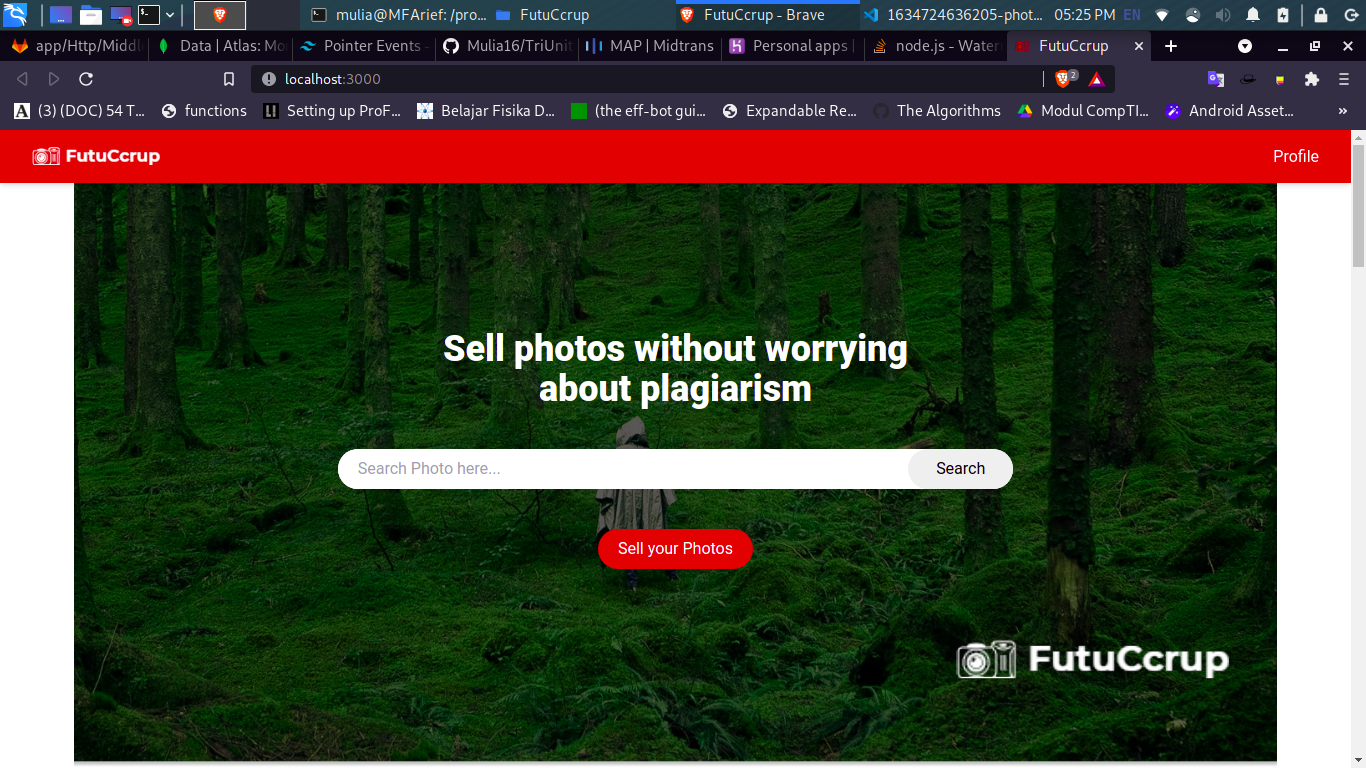 mulia@MFArief: /pro... FutuCcrup FutuCcrup - Brave 1634724636205-phot... 05:25 PM EN
app/Http/Middl Data | Atlas: Mo Pointer Events - Mulia16/TriUnit MAP | Midtrans Personal apps | node.js - Water FutuCcrup
localhost:3000 2
(3) (DOC) 54 T... functions Setting up ProF... Belajar Fisika D... (the eff-bot gui... Expandable Re... The Algorithms Modul CompTI... Android Asset... »
FutuCcrup Profile
Sell photos without worrying
about plagiarism
Search Photo here... Search
Sell your Photos
FutuCcrup